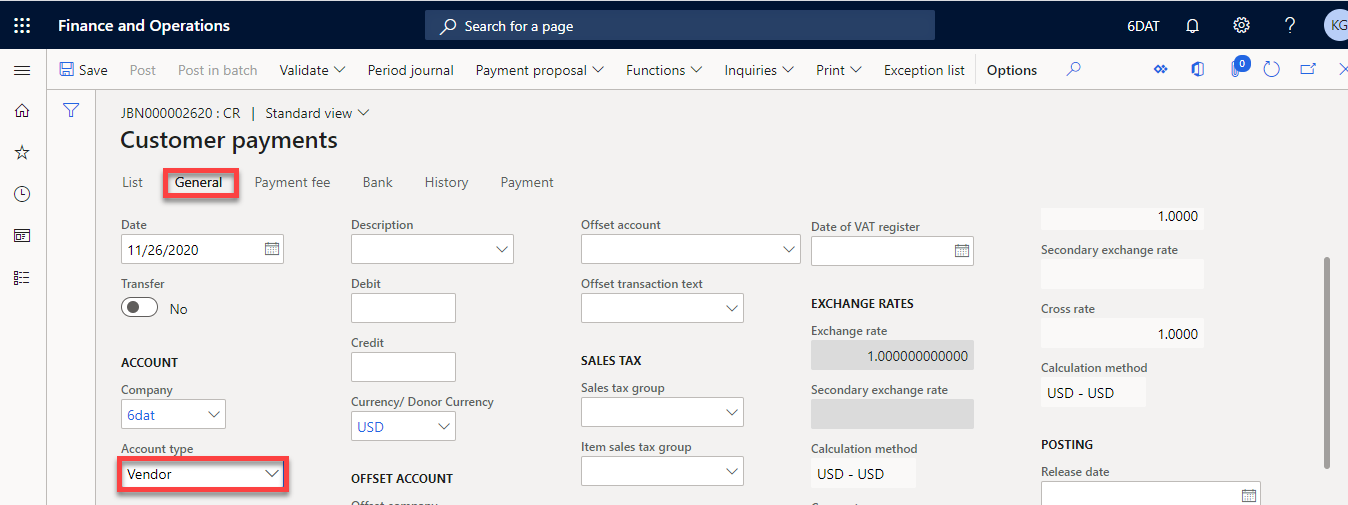 Finance and Operations
Search for a page
6DAT
?
KG
Save
Post
Post in batch
Validate
Period journal
Payment proposal
Functions
Inquiries
Print
Exception list
Options
0
JBN000002620 : CR | Standard view
Customer payments
List
General
Payment fee
Bank
History
Payment
Date
11/26/2020
Transfer
No
ACCOUNT
Company
6dat
Account type
Vendor
Description
Debit
Credit
Currency/ Donor Currency
USD
OFFSET ACCOUNT
Offset company
Offset account
Offset transaction text
SALES TAX
Sales tax group
Item sales tax group
Date of VAT register
EXCHANGE RATES
Exchange rate
1.000000000000
Secondary exchange rate
Calculation method
USD - USD
1.0000
Secondary exchange rate
Cross rate
1.0000
Calculation method
USD - USD
POSTING
Release date